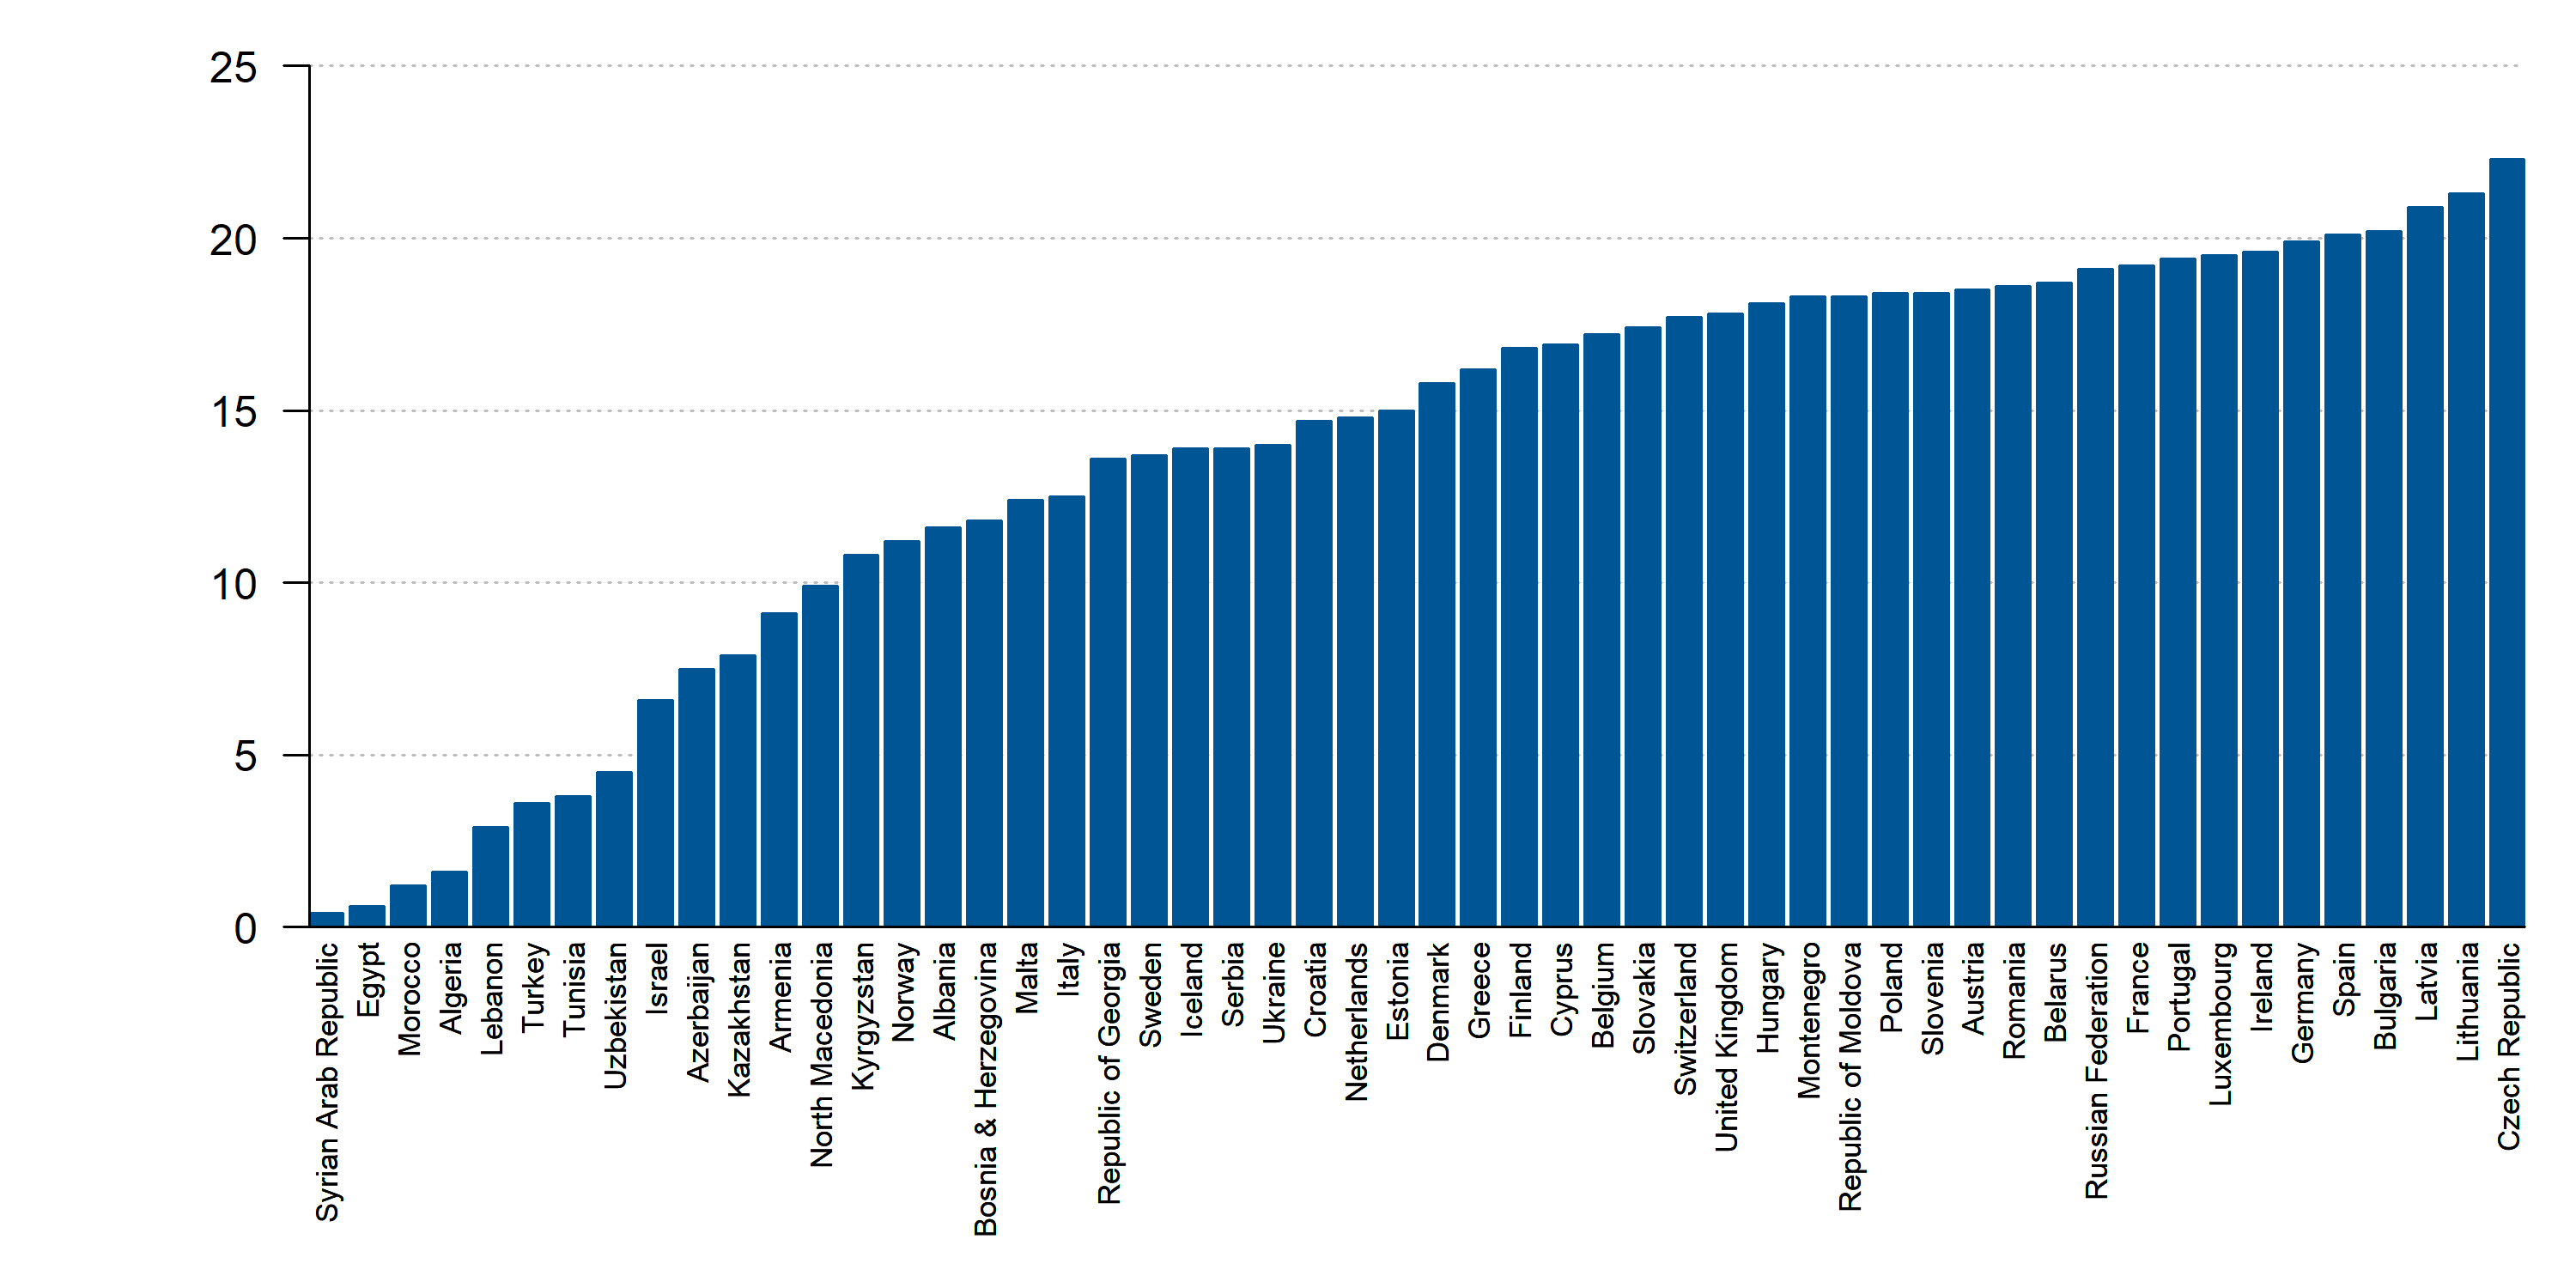 25
20
15
10
5
0
Syrian Arab Republic
Egypt
Morocco
Algeria
Lebanon
Turkey
Tunisia
Uzbekistan
Israel
Azerbaijan
Kazakhstan
Armenia
North Macedonia
Kyrgyzstan
Norway
Albania
Bosnia & Herzegovina
Malta
Italy
Republic of Georgia
Sweden
Iceland
Serbia
Ukraine
Croatia
Netherlands
Estonia
Denmark
Greece
Finland
Cyprus
Belgium
Slovakia
Switzerland
United Kingdom
Hungary
Montenegro
Republic of Moldova
Poland
Slovenia
Austria
Romania
Belarus
Russian Federation
France
Portugal
Luxembourg
Ireland
Germany
Spain
Bulgaria
Latvia
Lithuania
Czech Republic